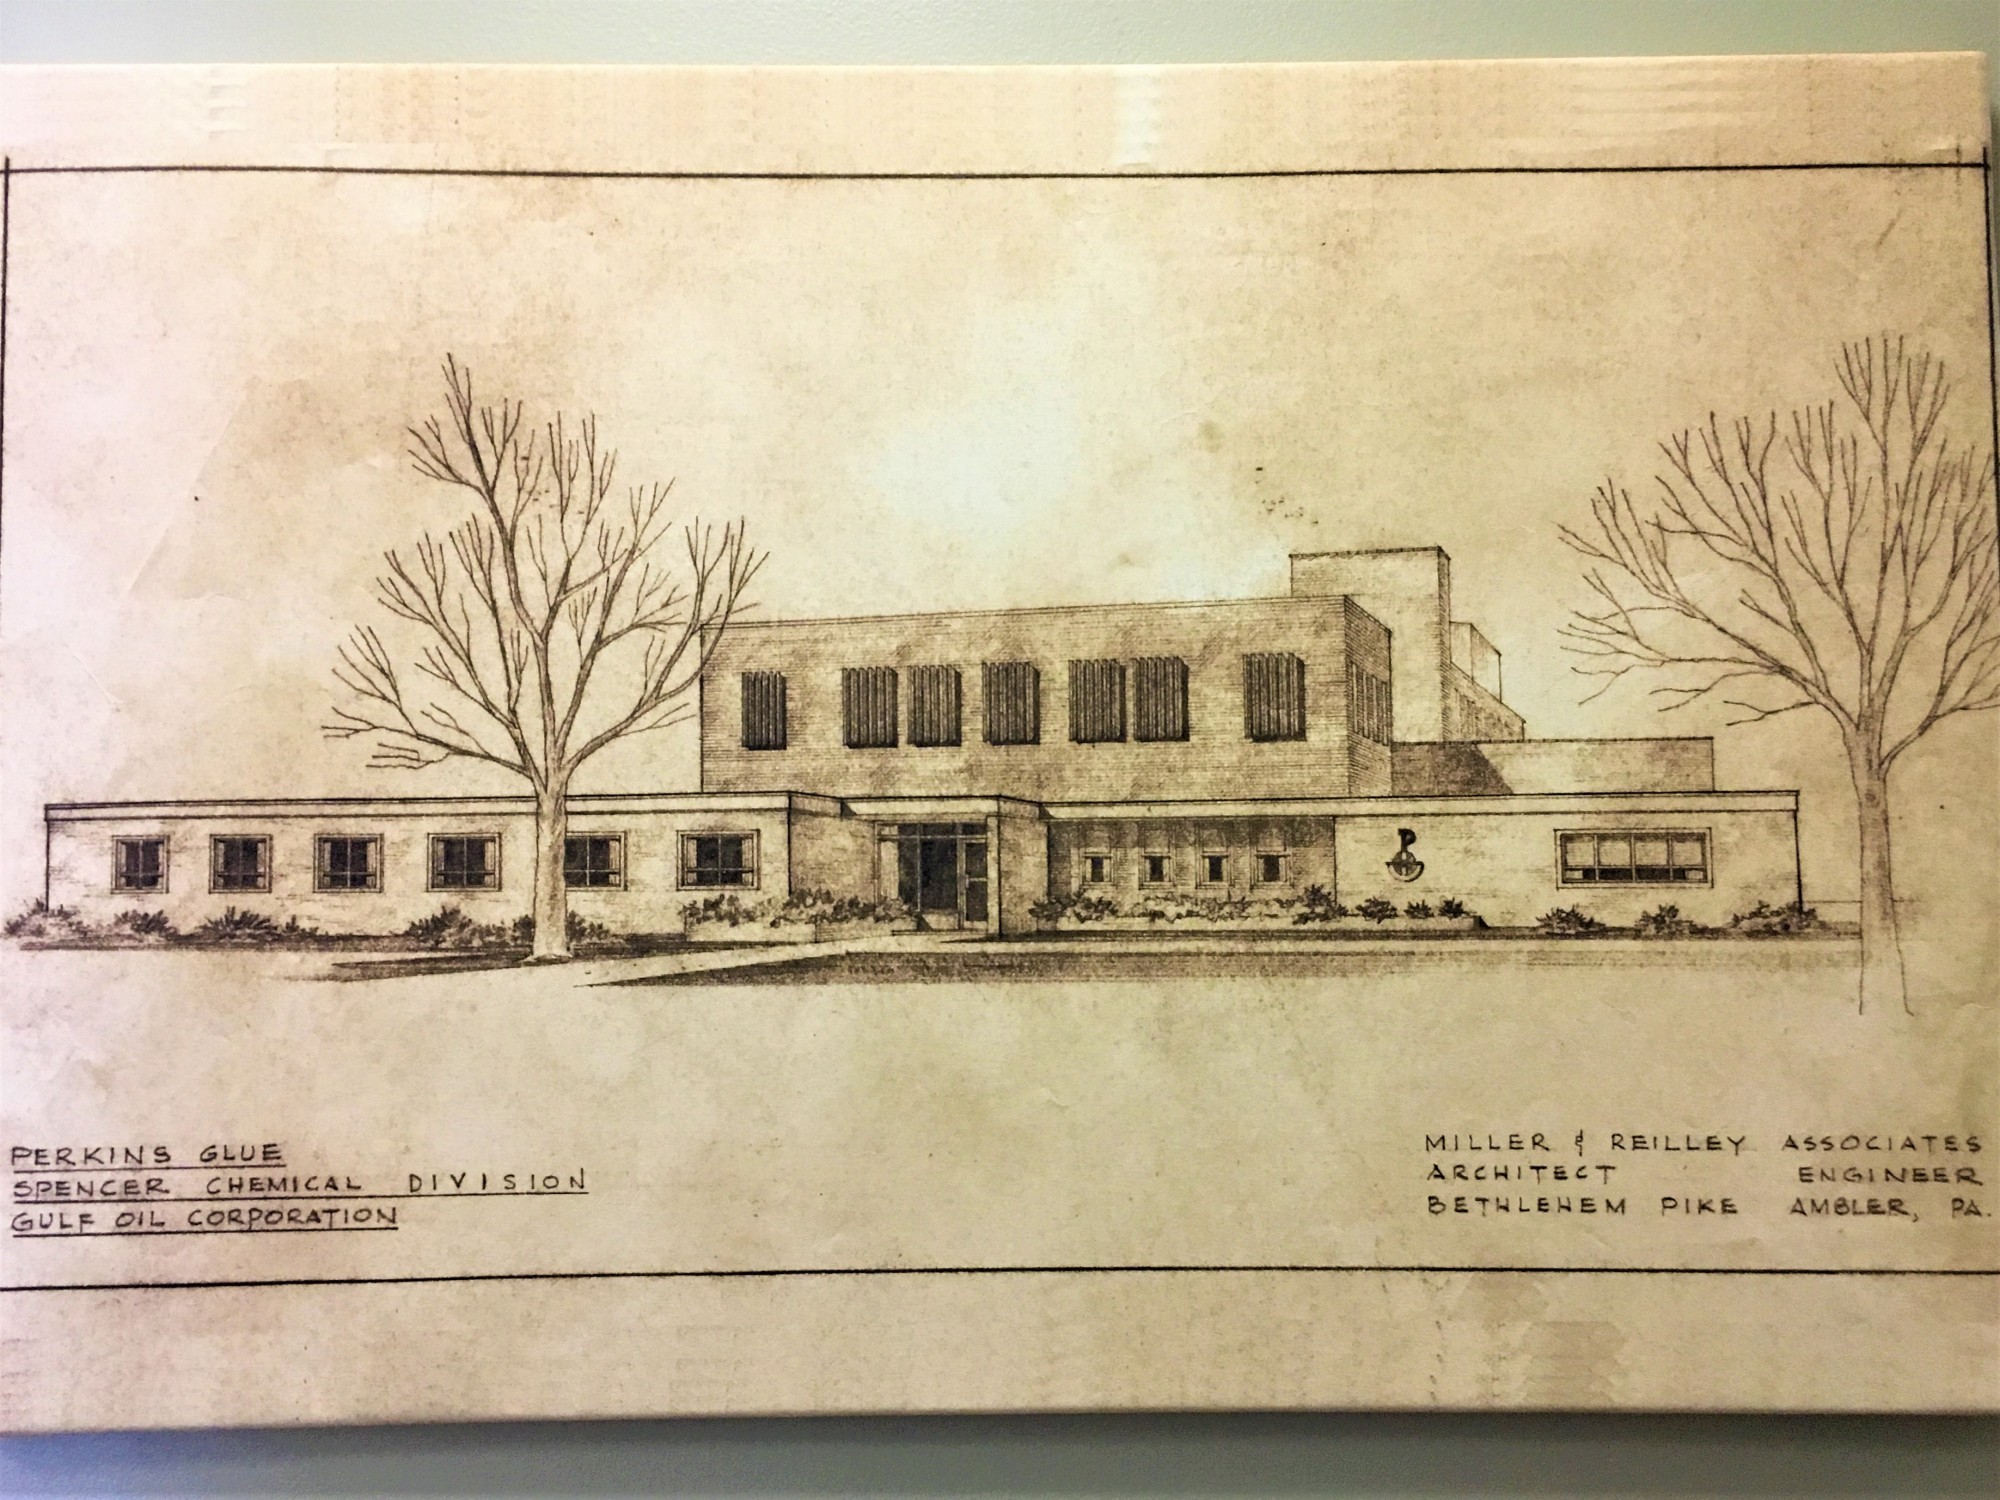 P
PERKINS GLUE
SPENCER CHEMICAL DIVISION
GULF OIL CORPORATION
MILLER & REILLEY ASSOCIATES
ARCHITECT ENGINEER
BETHLEHEM PIKE AMBLER, PA.